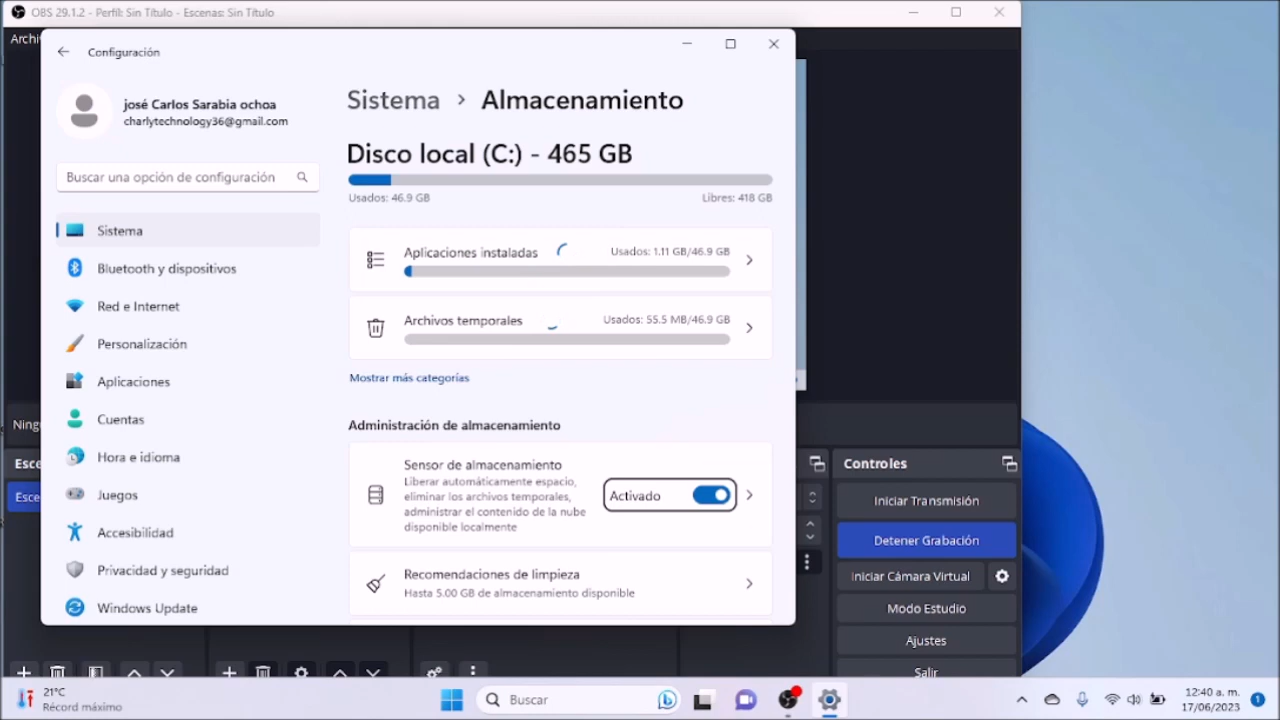 OBS 29.1.2 - Perfil: Sin Título - Escenas: Sin Título
Archi
Configuración
josé Carlos Sarabia ochoa
charlytechnology36@gmail.com
Buscar una opción de configuración
Sistema
Bluetooth y dispositivos
Red e Internet
Personalización
Aplicaciones
Cuentas
Hora e idioma
Juegos
Accesibilidad
Privacidad y seguridad
Windows Update
Sistema > Almacenamiento
Disco local (C:) - 465 GB
Usados: 46.9 GB Libres: 418 GB
Aplicaciones instaladas Usados: 1.11 GB/46.9 GB
Archivos temporales Usados: 55.5 MB/46.9 GB
Mostrar más categorías
Administración de almacenamiento
Sensor de almacenamiento
Liberar automáticamente espacio,
eliminar los archivos temporales,
administrar el contenido de la nube
disponible localmente
Activado
Recomendaciones de limpieza
Hasta 5.00 GB de almacenamiento disponible
Ning
Esce
Esce
Controles
Iniciar Transmisión
Detener Grabación
Iniciar Cámara Virtual
Modo Estudio
Ajustes
Salir
21°C
Récord máximo
Buscar
12:40 a. m.
17/06/2023
1